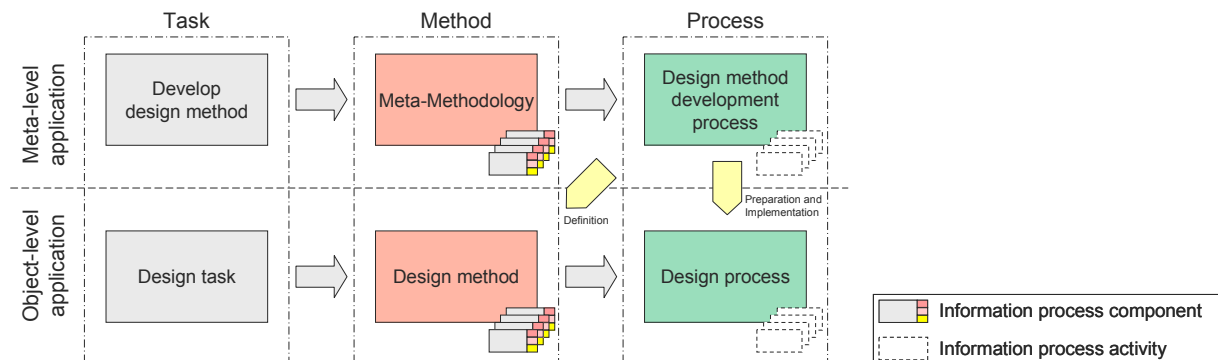 Task
Method
Process
Meta-level
application
Develop
design method
Meta-Methodology
Design method
development
process
Definition
Preparation and
Implementation
Object-level
application
Design task
Design method
Design process
Information process component
Information process activity